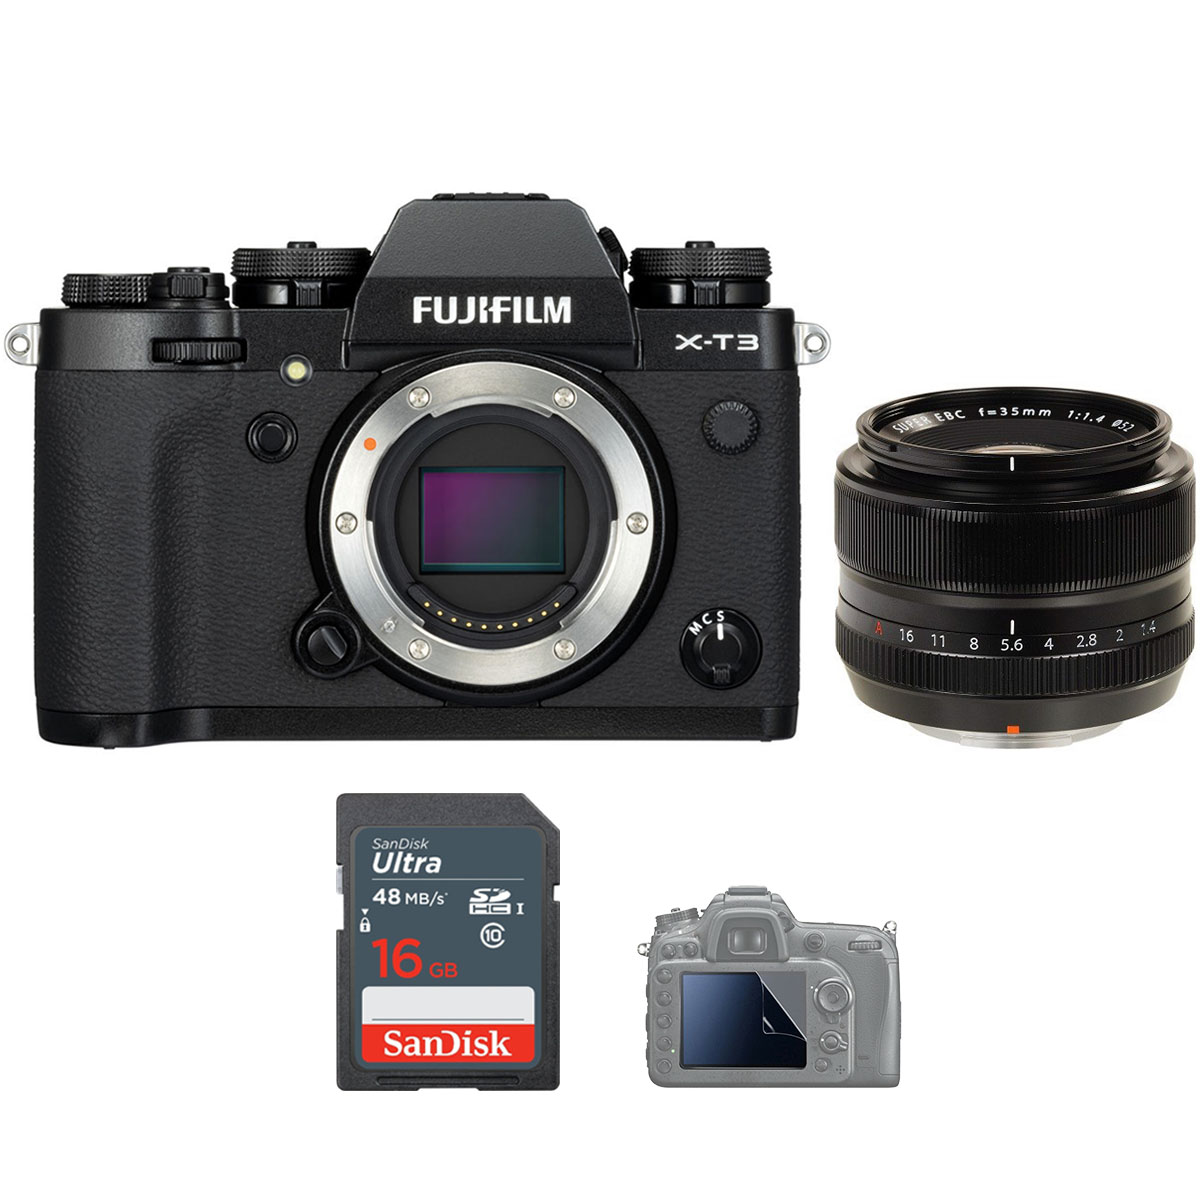 FUJIFILM
X-T3
M C S
SUPER EBC f=35mm 1:1.4 Ø52
A 16 11 8 5.6 4 2.8 2 1.4
SanDisk
Ultra
48 MB/s*
SD HC I
10
16 GB
SanDisk